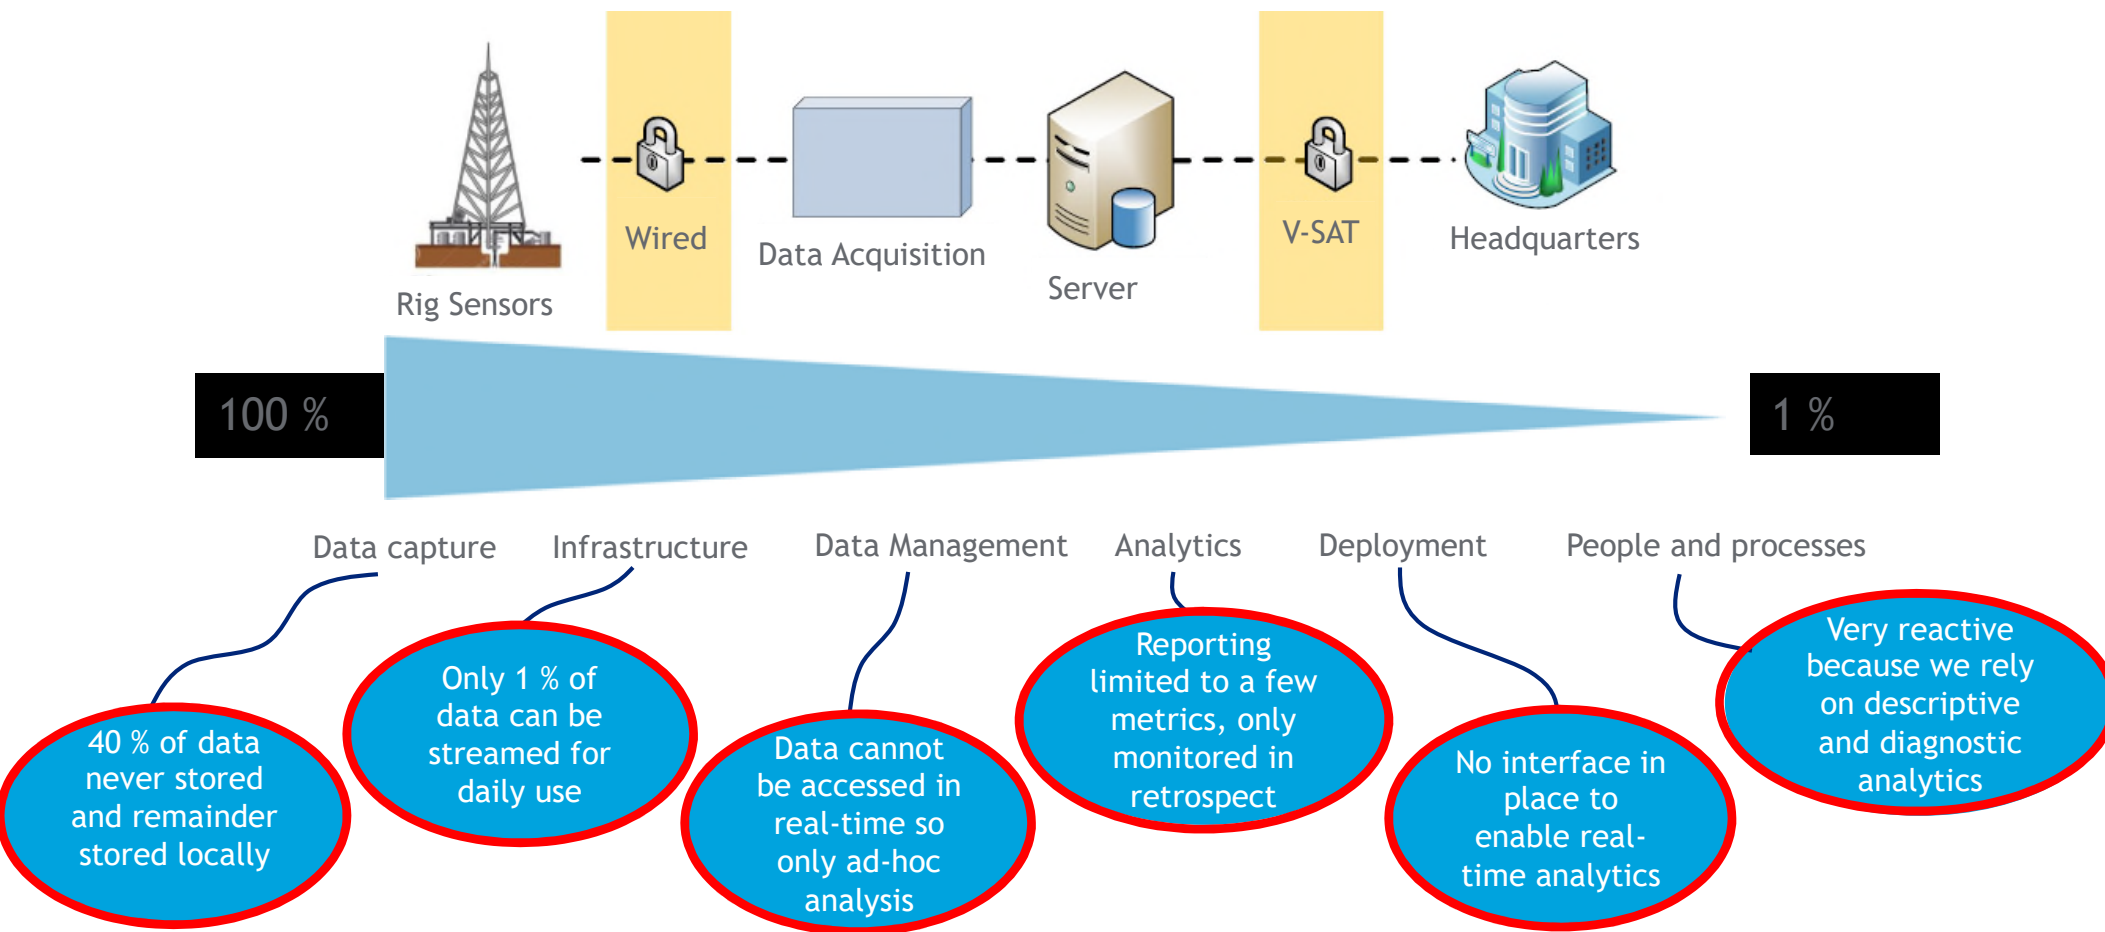 Rig Sensors
Wired
Data Acquisition
Server
V-SAT
Headquarters
100 %
1 %
Data capture
Infrastructure
Data Management
Analytics
Deployment
People and processes
40 % of data
never stored
and remainder
stored locally
Only 1 % of
data can be
streamed for
daily use
Data cannot
be accessed in
real-time so
only ad-hoc
analysis
Reporting
limited to a few
metrics, only
monitored in
retrospect
No interface in
place to
enable real-
time analytics
Very reactive
because we rely
on descriptive
and diagnostic
analytics